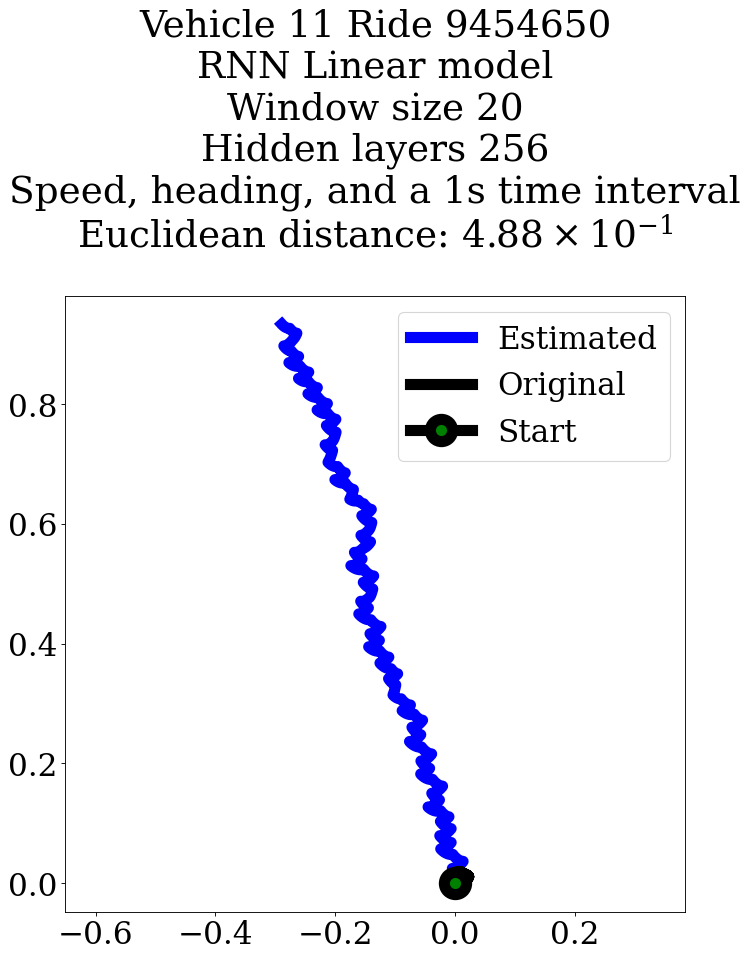 Vehicle 11 Ride 9454650
RNN Linear model
Window size 20
Hidden layers 256
Speed, heading, and a 1s time interval
Euclidean distance: 4.88 × 10⁻¹
Estimated
Original
Start
0.8
0.6
0.4
0.2
0.0
−0.6 −0.4 −0.2 0.0 0.2